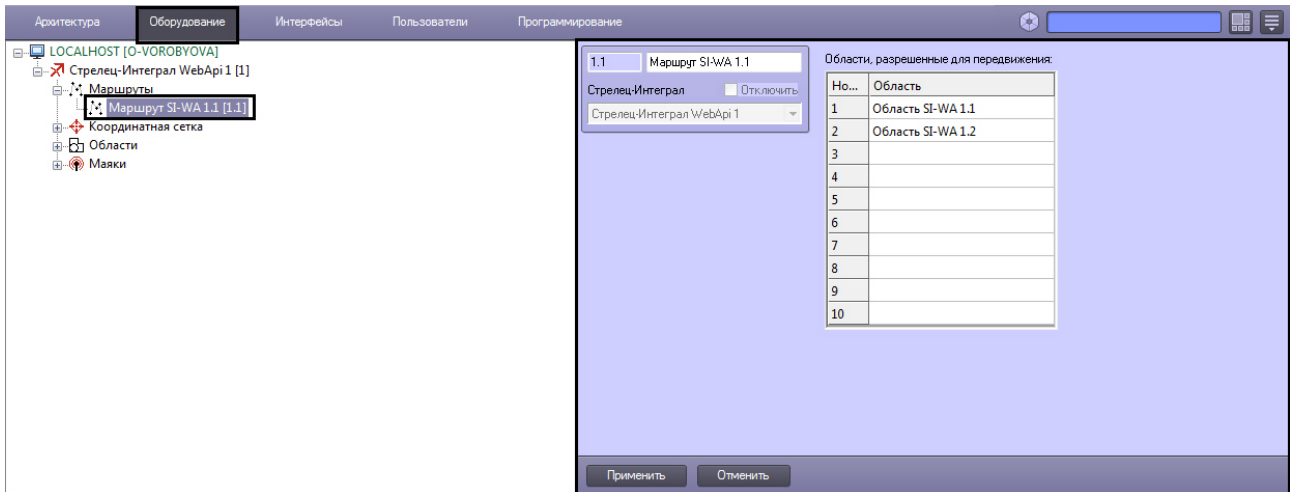 Архитектура Оборудование Интерфейсы Пользователи Программирование
LOCALHOST [O-VOROBYOVA]
Стрелец-Интеграл WebApi 1 [1]
Маршруты
Маршрут SI-WA 1.1 [1.1]
Координатная сетка
Области
Маяки
1.1 Маршрут SI-WA 1.1
Стрелец-Интеграл Отключить
Стрелец-Интеграл WebApi 1
Области, разрешенные для передвижения:
Но... Область
1 Область SI-WA 1.1
2 Область SI-WA 1.2
3
4
5
6
7
8
9
10
Применить Отменить